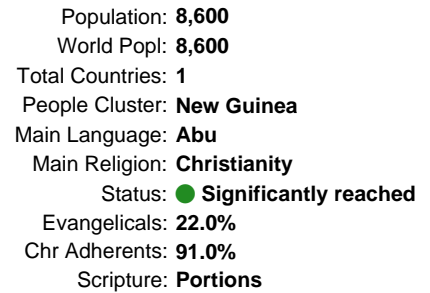 Population: 8,600
World Popl: 8,600
Total Countries: 1
People Cluster: New Guinea
Main Language: Abu
Main Religion: Christianity
Status: Significantly reached
Evangelicals: 22.0%
Chr Adherents: 91.0%
Scripture: Portions